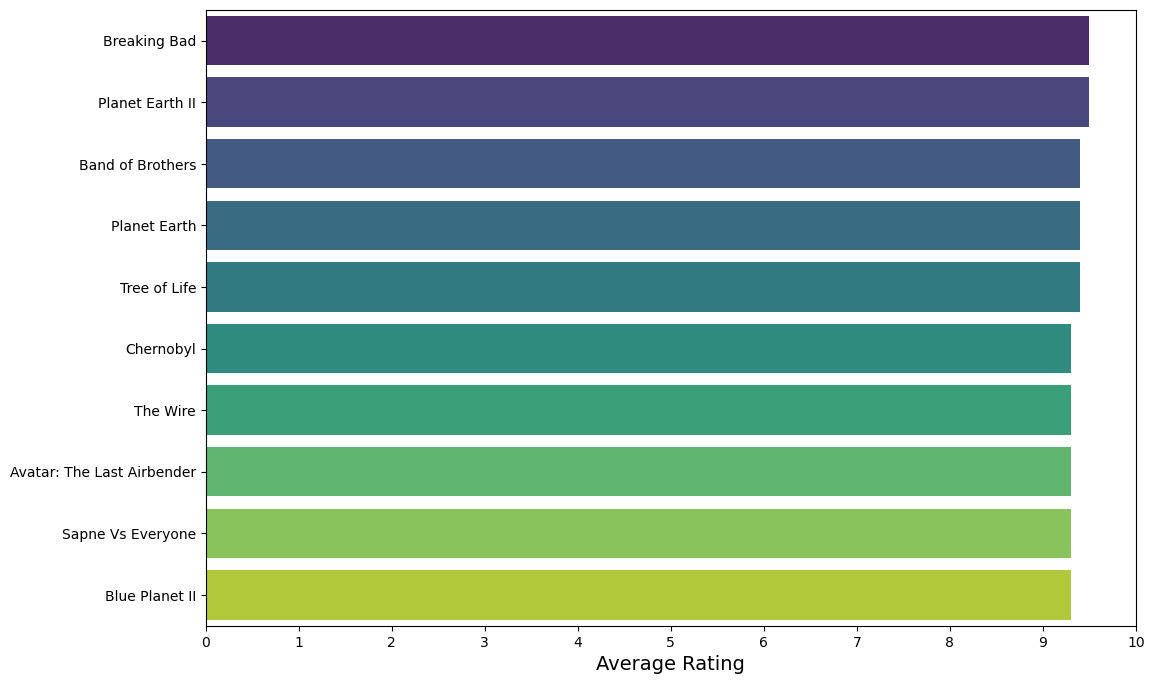 Breaking Bad
Planet Earth II
Band of Brothers
Planet Earth
Tree of Life
Chernobyl
The Wire
Avatar: The Last Airbender
Sapne Vs Everyone
Blue Planet II
0 1 2 3 4 5 6 7 8 9 10
Average Rating